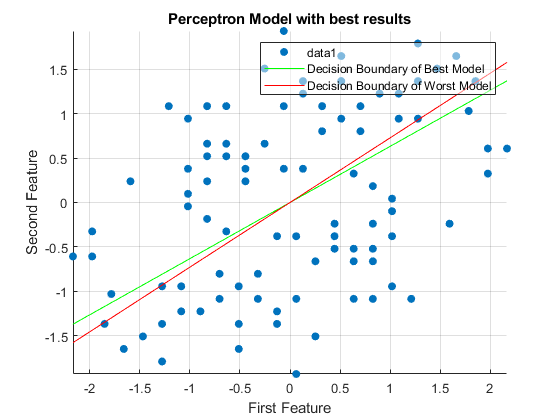 Perceptron Model with best results
data1
Decision Boundary of Best Model
Decision Boundary of Worst Model
Second Feature
1.5
1
0.5
0
-0.5
-1
-1.5
-2 -1.5 -1 -0.5 0 0.5 1 1.5 2
First Feature